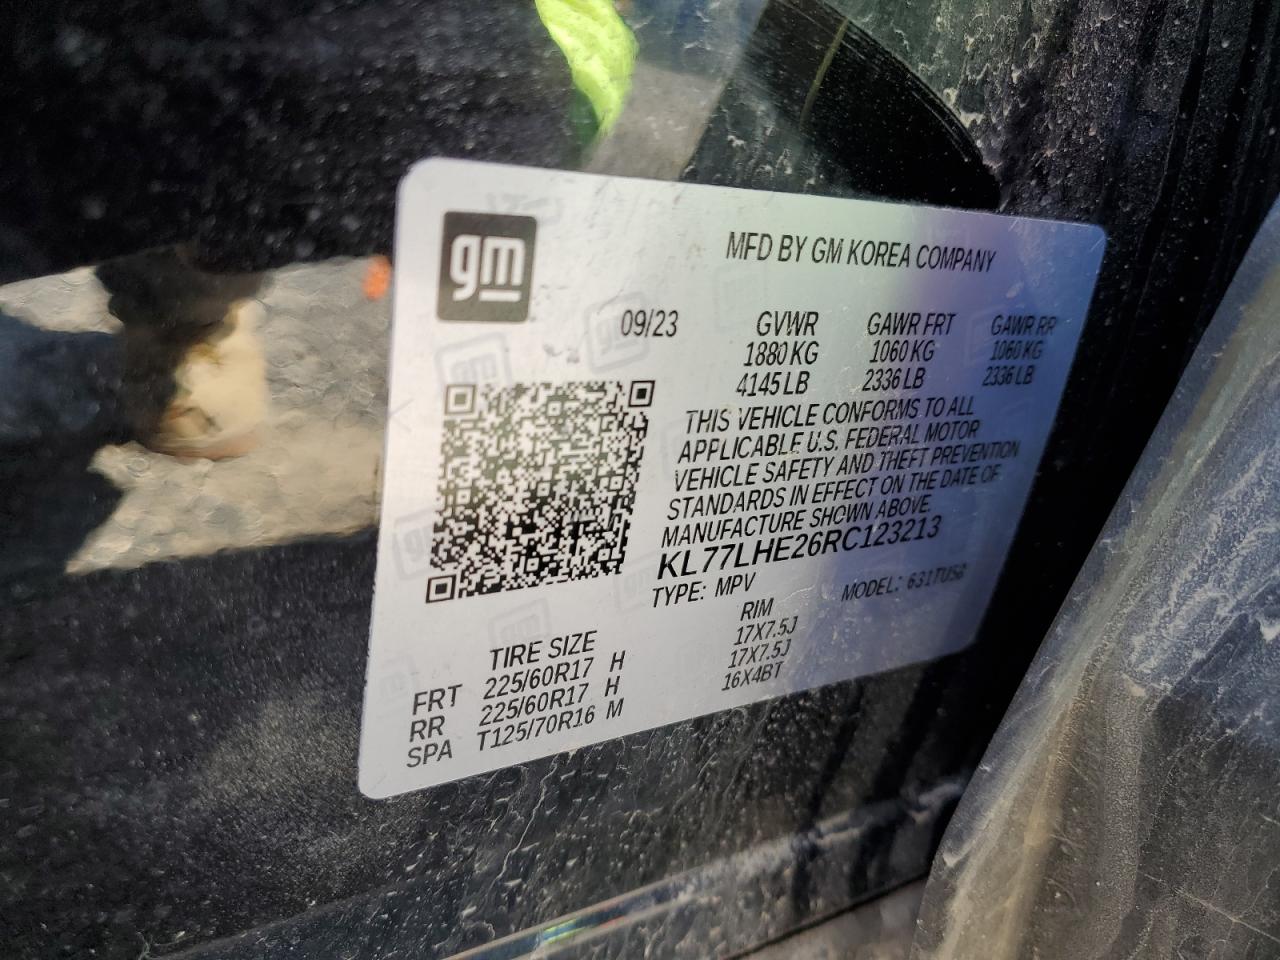 gm
MFD BY GM KOREA COMPANY
09/23 GVWR GAWR FRT GAWR RR
1880 KG 1060 KG 1060 KG
4145 LB 2336 LB 2336 LB
THIS VEHICLE CONFORMS TO ALL
APPLICABLE U.S. FEDERAL MOTOR
VEHICLE SAFETY AND THEFT PREVENTION
STANDARDS IN EFFECT ON THE DATE OF
MANUFACTURE SHOWN ABOVE.
KL77LHE26RC123213
TYPE: MPV MODEL: 631TU58
TIRE SIZE RIM
FRT 225/60R17 H 17X7.5J
RR 225/60R17 H 17X7.5J
SPA T125/70R16 M 16X4BT